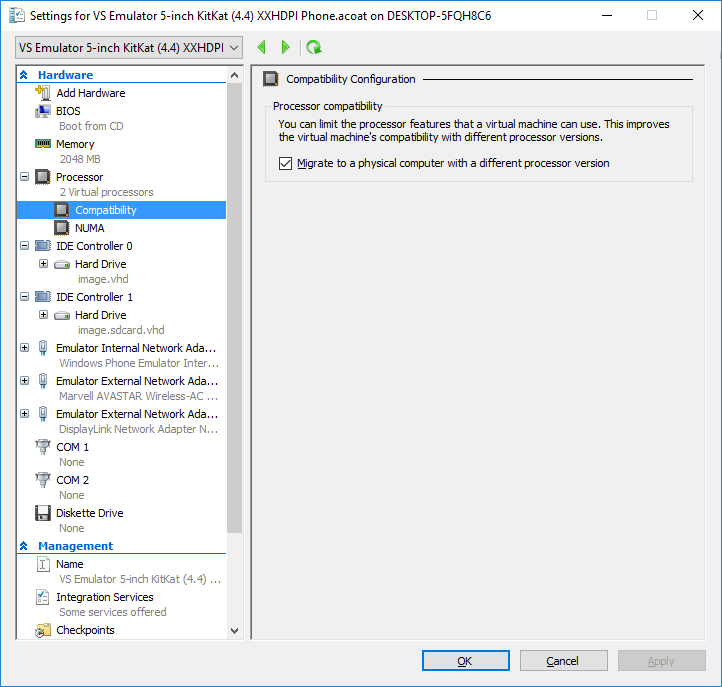 Settings for VS Emulator 5-inch KitKat (4.4) XXHDPI Phone.acoat on DESKTOP-5FQH8C6
VS Emulator 5-inch KitKat (4.4) XXHDPI
Hardware
Add Hardware
BIOS
Boot from CD
Memory
2048 MB
Processor
2 Virtual processors
Compatibility
NUMA
IDE Controller 0
Hard Drive
image.vhd
IDE Controller 1
Hard Drive
image.sdcard.vhd
Emulator Internal Network Ada...
Windows Phone Emulator Inter...
Emulator External Network Ada...
Marvell AVASTAR Wireless-AC ...
Emulator External Network Ada...
DisplayLink Network Adapter N...
COM 1
None
COM 2
None
Diskette Drive
None
Management
Name
VS Emulator 5-inch KitKat (4.4) ...
Integration Services
Some services offered
Checkpoints
Compatibility Configuration
Processor compatibility
You can limit the processor features that a virtual machine can use. This improves
the virtual machine's compatibility with different processor versions.
Migrate to a physical computer with a different processor version
OK
Cancel
Apply